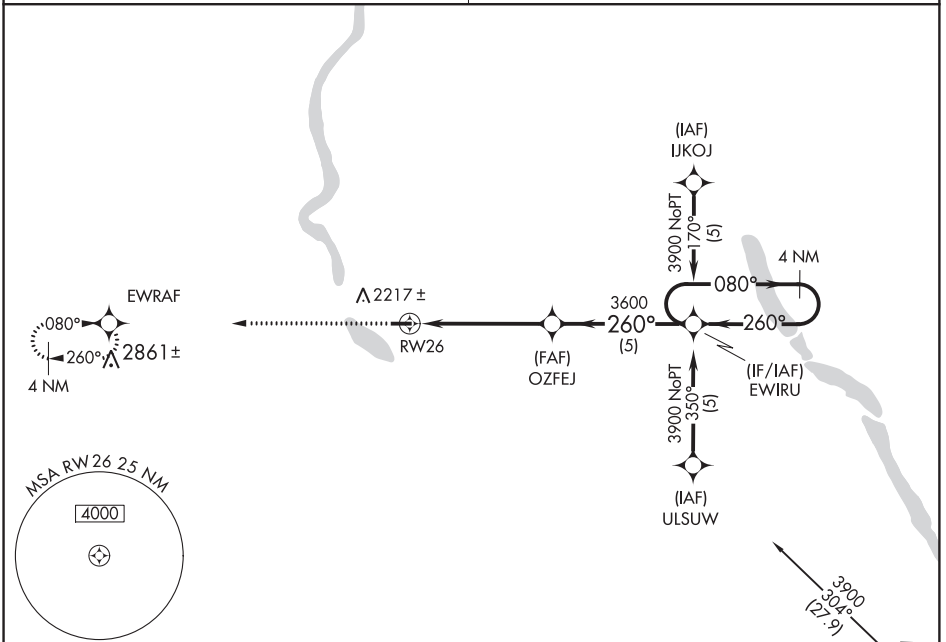 (IAF)
IJKOJ
3900 NoPT
170°
(5)
4 NM
080°
EWRAF
2217 ±
3600
260°
(5)
260°
080°
260°
2861 ±
4 NM
RW26
(FAF)
OZFEJ
(IF/IAF)
EWIRU
3900 NoPT
350°
(5)
(IAF)
ULSUW
MSA RW26 25 NM
4000
3900
304°
(27.9)